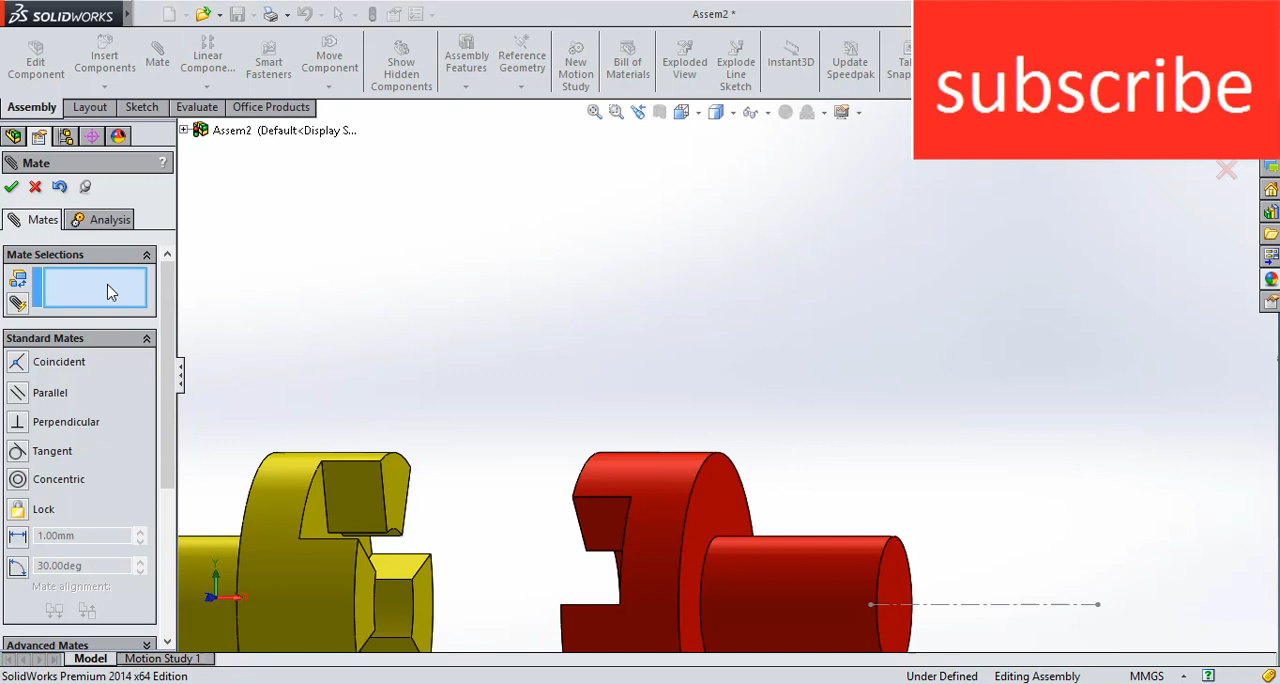 SOLIDWORKS
Assem2 *
subscribe
Edit Component
Insert Components
Mate
Linear Compone...
Smart Fasteners
Move Component
Show Hidden Components
Assembly Features
Reference Geometry
New Motion Study
Bill of Materials
Exploded View
Explode Line Sketch
Instant3D
Update Speedpak
Assembly
Layout
Sketch
Evaluate
Office Products
Assem2 (Default<Display S...
Mate
?
Mates
Analysis
Mate Selections
Standard Mates
Coincident
Parallel
Perpendicular
Tangent
Concentric
Lock
1.00mm
30.00deg
Mate alignment:
Advanced Mates
Y
Model
Motion Study 1
SolidWorks Premium 2014 x64 Edition
Under Defined
Editing Assembly
MMGS
?